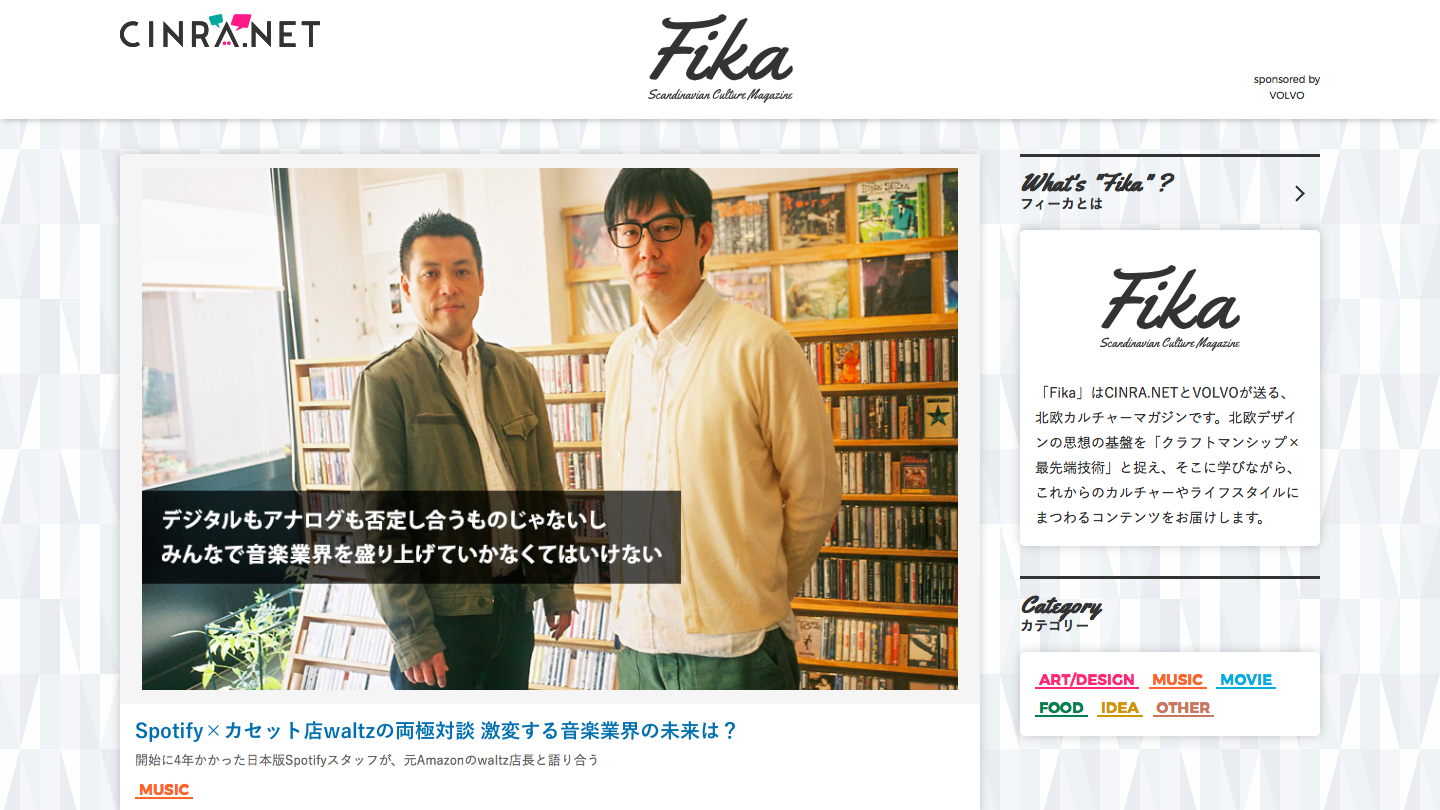 CINRA.NET
Fika
Scandinavian Culture Magazine
sponsored by
VOLVO
デジタルもアナログも否定し合うものじゃないし
みんなで音楽業界を盛り上げていかなくてはいけない
Spotify×カセット店waltzの両極対談 激変する音楽業界の未来は？
開始に4年かかった日本版Spotifyスタッフが、元Amazonのwaltz店長と語り合う
MUSIC
What's "Fika" ?
フィーカとは
Fika
Scandinavian Culture Magazine
「Fika」はCINRA.NETとVOLVOが送る、
北欧カルチャーマガジンです。北欧デザイ
ンの思想の基盤を「クラフトマンシップ×
最先端技術」と捉え、そこに学びながら、
これからのカルチャーやライフスタイルに
まつわるコンテンツをお届けします。
Category
カテゴリー
ART/DESIGN MUSIC MOVIE
FOOD IDEA OTHER